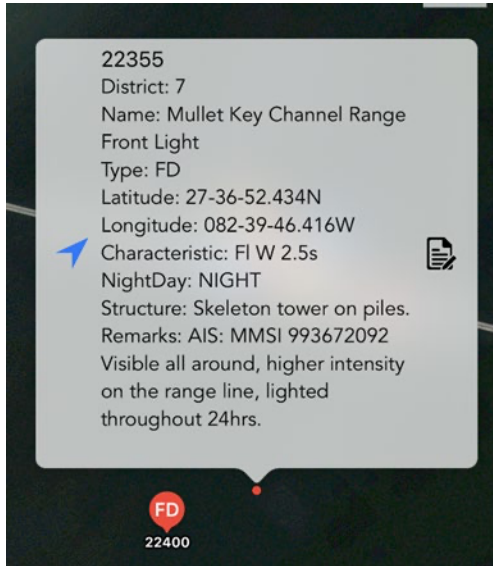 22355
District: 7
Name: Mullet Key Channel Range
Front Light
Type: FD
Latitude: 27-36-52.434N
Longitude: 082-39-46.416W
Characteristic: Fl W 2.5s
NightDay: NIGHT
Structure: Skeleton tower on piles.
Remarks: AIS: MMSI 993672092
Visible all around, higher intensity
on the range line, lighted
throughout 24hrs.
FD
22400